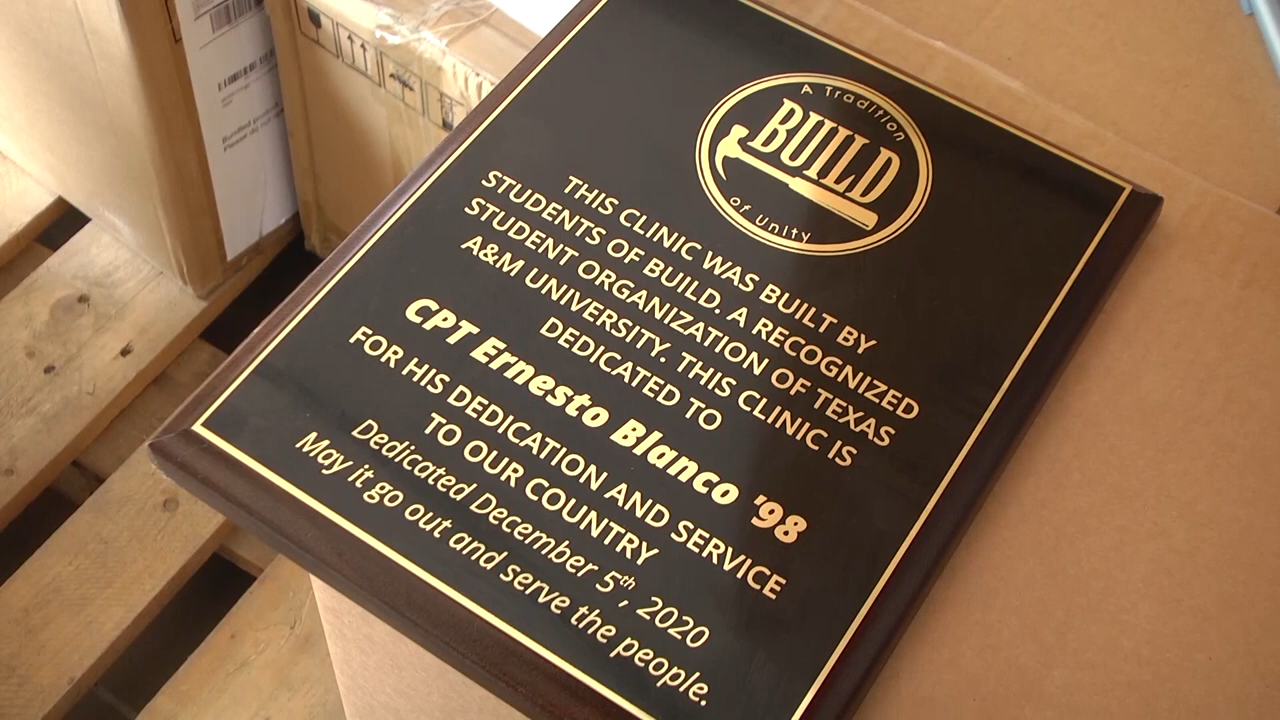 A Tradition
BUILD
of Unity
THIS CLINIC WAS BUILT BY
STUDENTS OF BUILD. A RECOGNIZED
STUDENT ORGANIZATION OF TEXAS
A&M UNIVERSITY. THIS CLINIC IS
DEDICATED TO
CPT Ernesto Blanco '98
FOR HIS DEDICATION AND SERVICE
TO OUR COUNTRY
Dedicated December 5th, 2020
May it go out and serve the people.